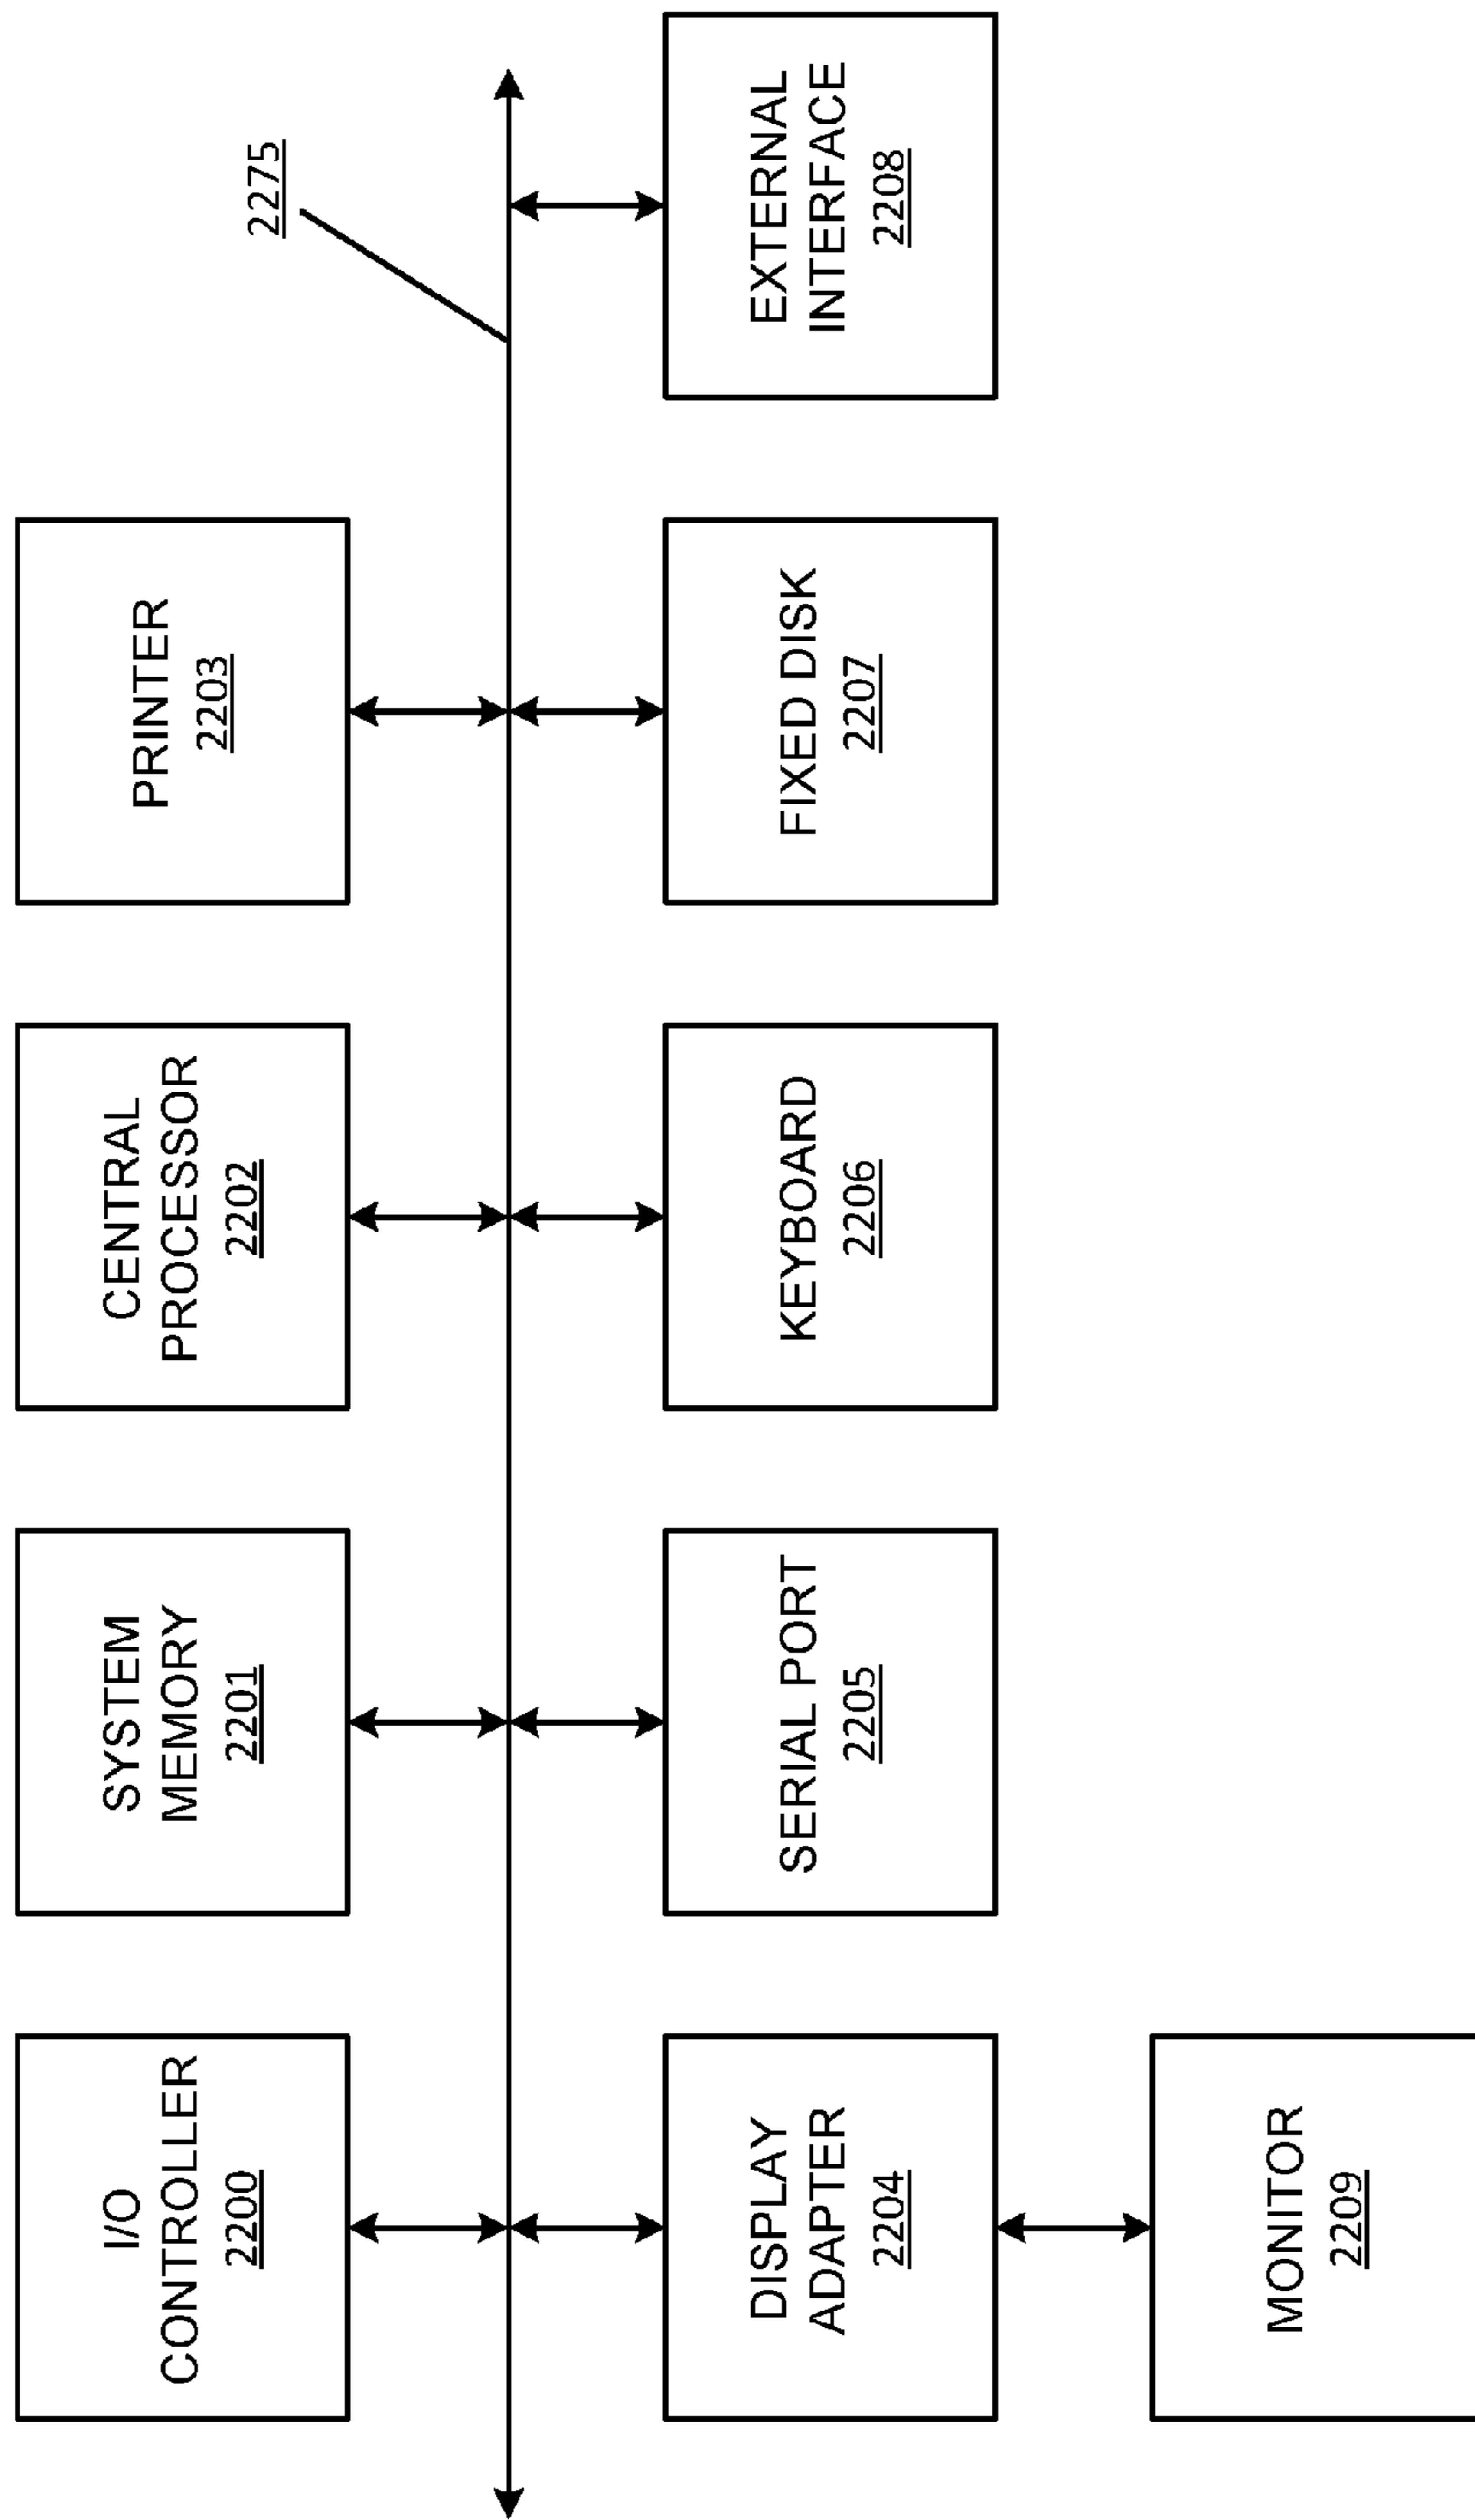 I/O
CONTROLLER
2200
SYSTEM
MEMORY
2201
CENTRAL
PROCESSOR
2202
PRINTER
2203
2275
DISPLAY
ADAPTER
2204
SERIAL PORT
2205
KEYBOARD
2206
FIXED DISK
2207
EXTERNAL
INTERFACE
2208
MONITOR
2209